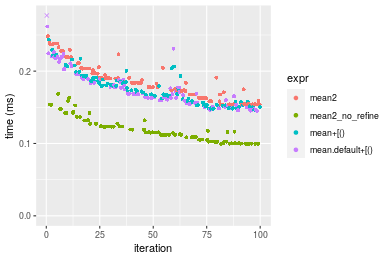 0.2
0.1
0.0
time (ms)
0
25
50
75
100
iteration
expr
mean2
mean2_no_refine
mean+[()
mean.default+[()